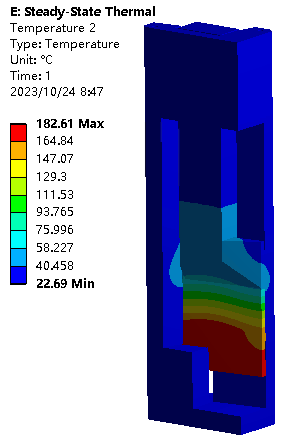 E: Steady-State Thermal
Temperature 2
Type: Temperature
Unit: °C
Time: 1
2023/10/24 8:47
182.61 Max
164.84
147.07
129.3
111.53
93.765
75.996
58.227
40.458
22.69 Min